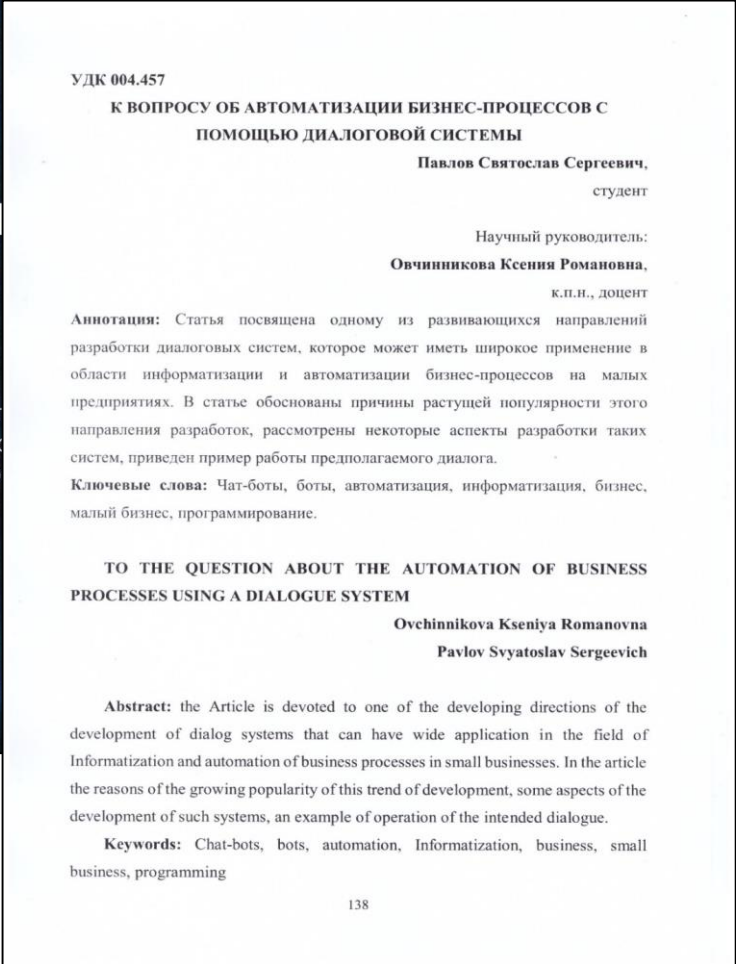 УДК 004.457
К ВОПРОСУ ОБ АВТОМАТИЗАЦИИ БИЗНЕС-ПРОЦЕССОВ С
ПОМОЩЬЮ ДИАЛОГОВОЙ СИСТЕМЫ
Павлов Святослав Сергеевич,
студент
Научный руководитель:
Овчинникова Ксения Романовна,
к.п.н., доцент
Аннотация: Статья посвящена одному из развивающихся направлений
разработки диалоговых систем, которое может иметь широкое применение в
области информатизации и автоматизации бизнес-процессов на малых
предприятиях. В статье обоснованы причины растущей популярности этого
направления разработок, рассмотрены некоторые аспекты разработки таких
систем, приведен пример работы предполагаемого диалога.
Ключевые слова: Чат-боты, боты, автоматизация, информатизация, бизнес,
малый бизнес, программирование.
TO THE QUESTION ABOUT THE AUTOMATION OF BUSINESS
PROCESSES USING A DIALOGUE SYSTEM
Ovchinnikova Kseniya Romanovna
Pavlov Svyatoslav Sergeevich
Abstract: the Article is devoted to one of the developing directions of the
development of dialog systems that can have wide application in the field of
Informatization and automation of business processes in small businesses. In the article
the reasons of the growing popularity of this trend of development, some aspects of the
development of such systems, an example of operation of the intended dialogue.
Keywords: Chat-bots, bots, automation, Informatization, business, small
business, programming
138